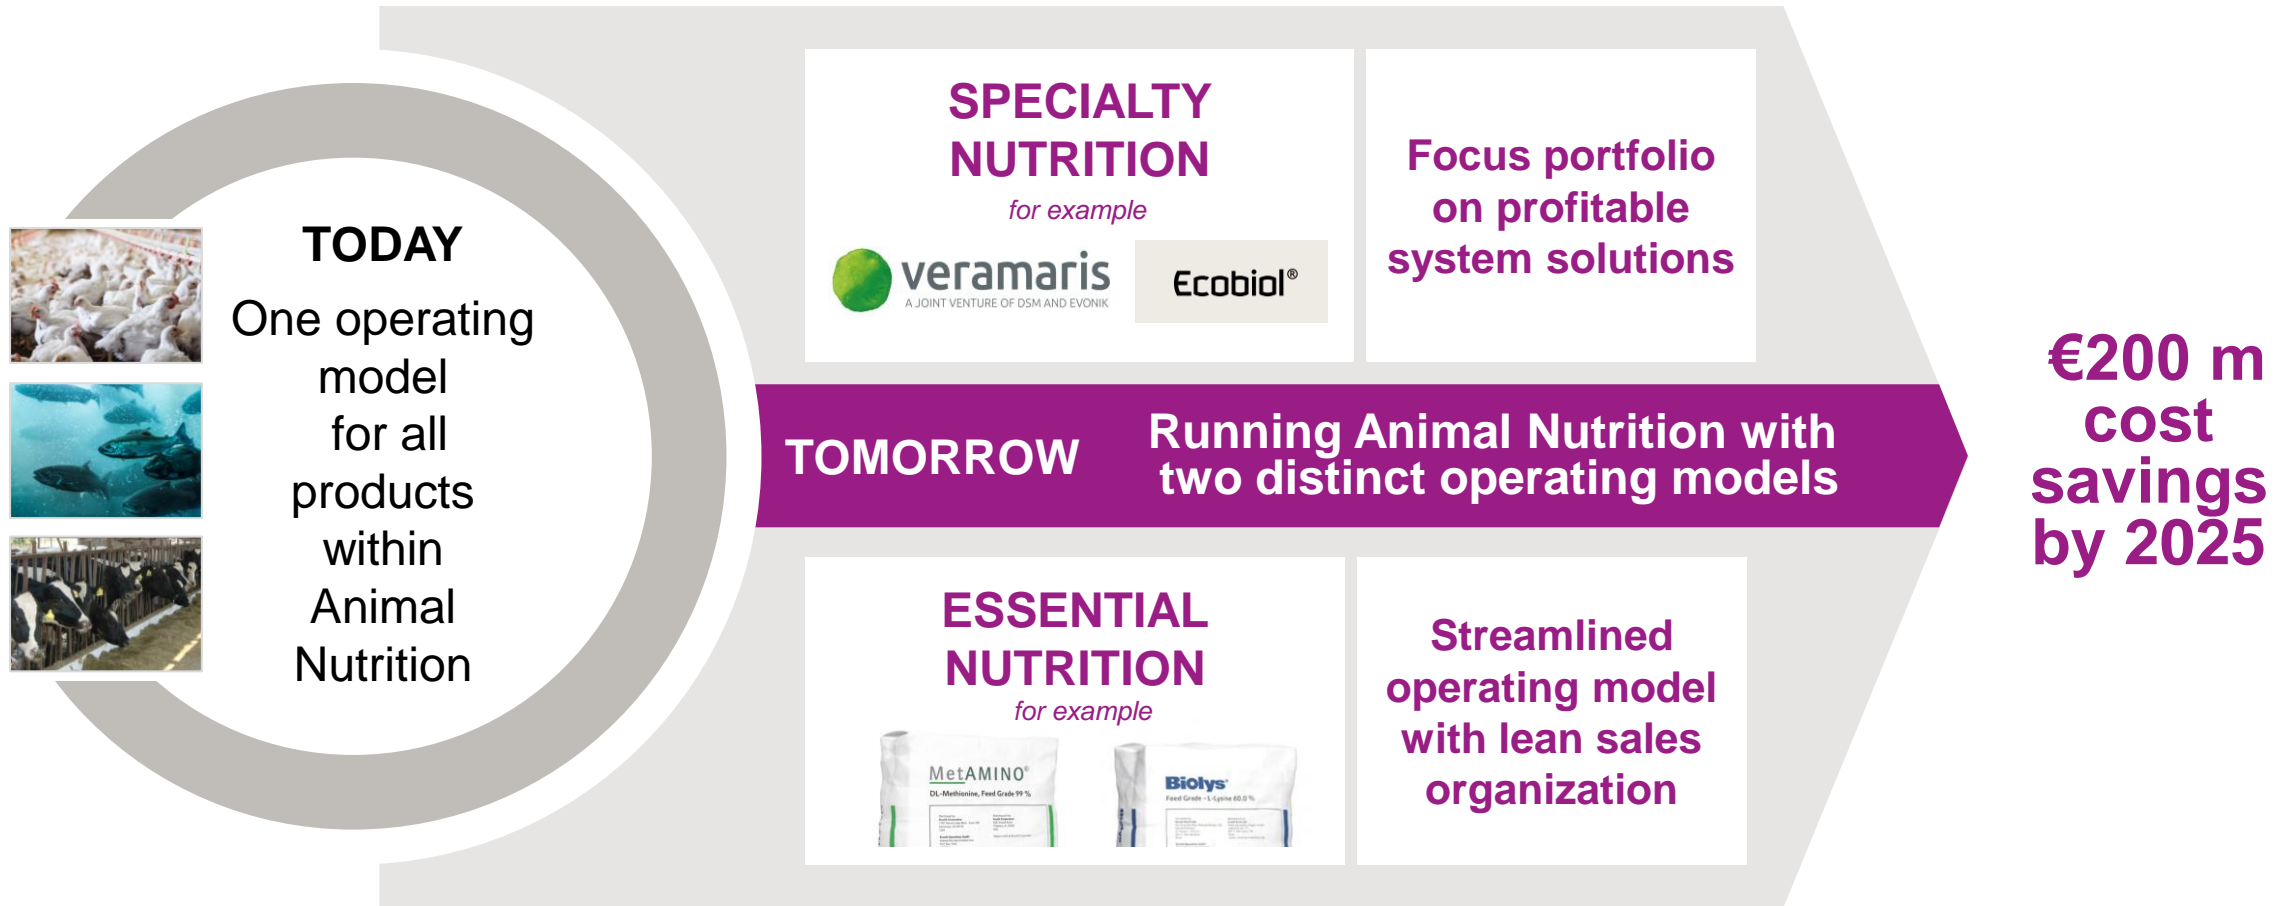 TODAY
One operating
model
for all
products
within
Animal
Nutrition
SPECIALTY
NUTRITION
for example
veramaris
A JOINT VENTURE OF DSM AND EVONIK
Ecobiol®
Focus portfolio
on profitable
system solutions
TOMORROW
Running Animal Nutrition with
two distinct operating models
ESSENTIAL
NUTRITION
for example
MetAMINO®
DL-Methionine, Feed Grade 99 %
Biolys®
Feed Grade - L-Lysine 60.0 %
Streamlined
operating model
with lean sales
organization
€200 m
cost
savings
by 2025